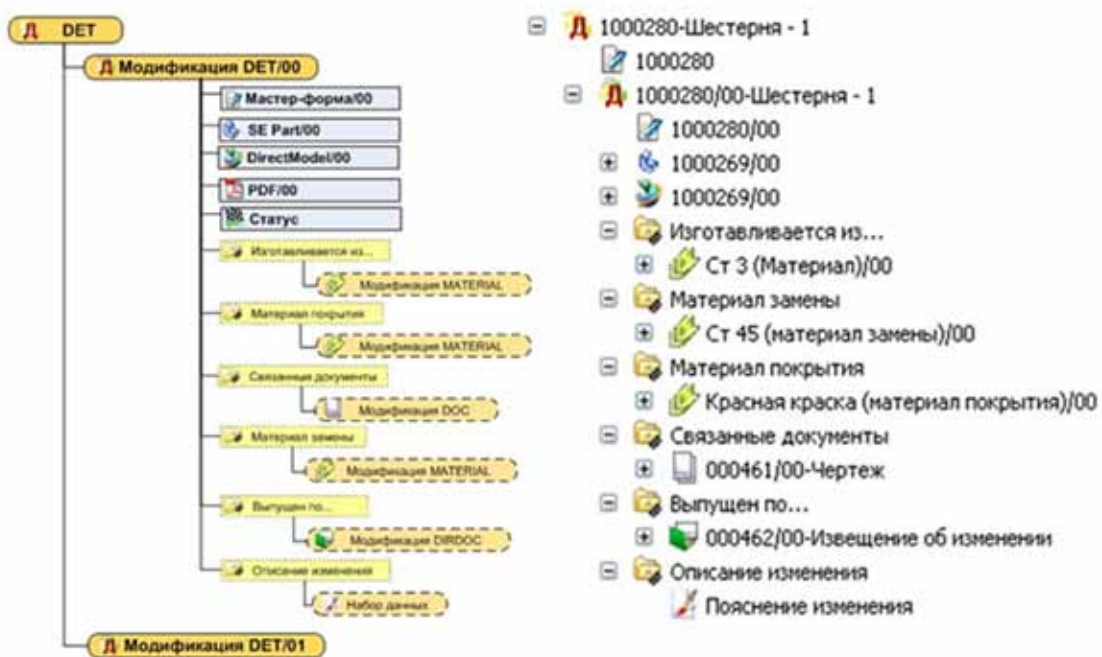 DET
Модификация DET/00
Мастер-форма/00
SE Part/00
DirectModel/00
PDF/00
Статус
Изготавливается из...
Модификация MATERIAL
Материал покрытия
Модификация MATERIAL
Связанные документы
Модификация DOC
Материал замены
Модификация MATERIAL
Выпущен по...
Модификация DIRDOC
Описание изменения
Набор данных
Модификация DET/01
1000280-Шестерня - 1
1000280
1000280/00-Шестерня - 1
1000280/00
1000269/00
1000269/00
Изготавливается из...
Ст 3 (Материал)/00
Материал замены
Ст 45 (материал замены)/00
Материал покрытия
Красная краска (материал покрытия)/00
Связанные документы
000461/00-Чертеж
Выпущен по...
000462/00-Извещение об изменении
Описание изменения
Пояснение изменения